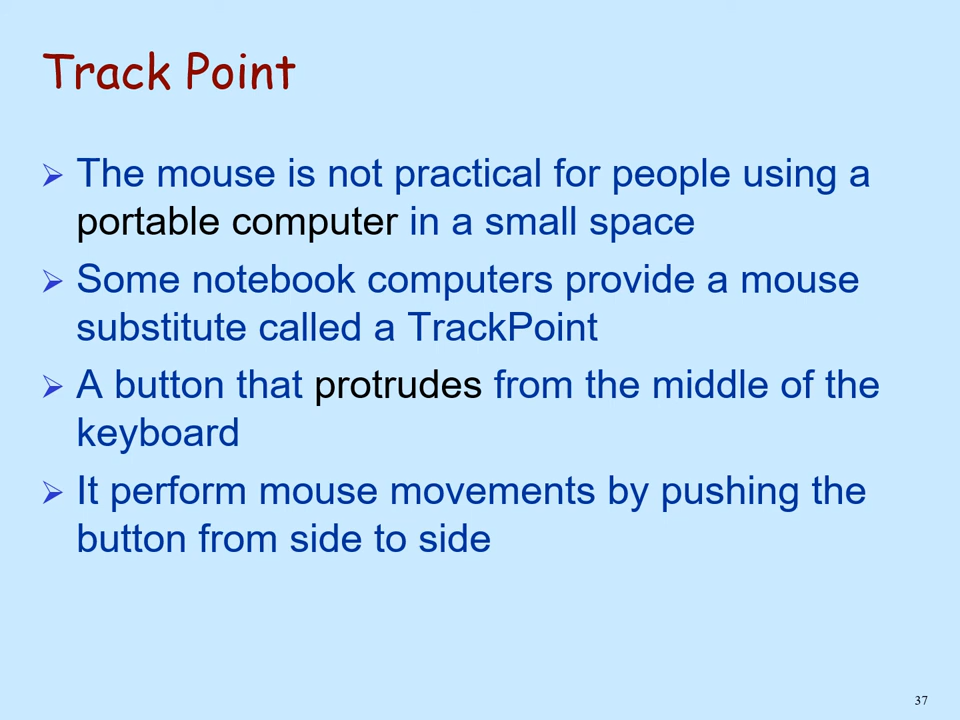 Track Point
➢ The mouse is not practical for people using a
portable computer in a small space
➢ Some notebook computers provide a mouse
substitute called a TrackPoint
➢ A button that protrudes from the middle of the
keyboard
➢ It perform mouse movements by pushing the
button from side to side
37